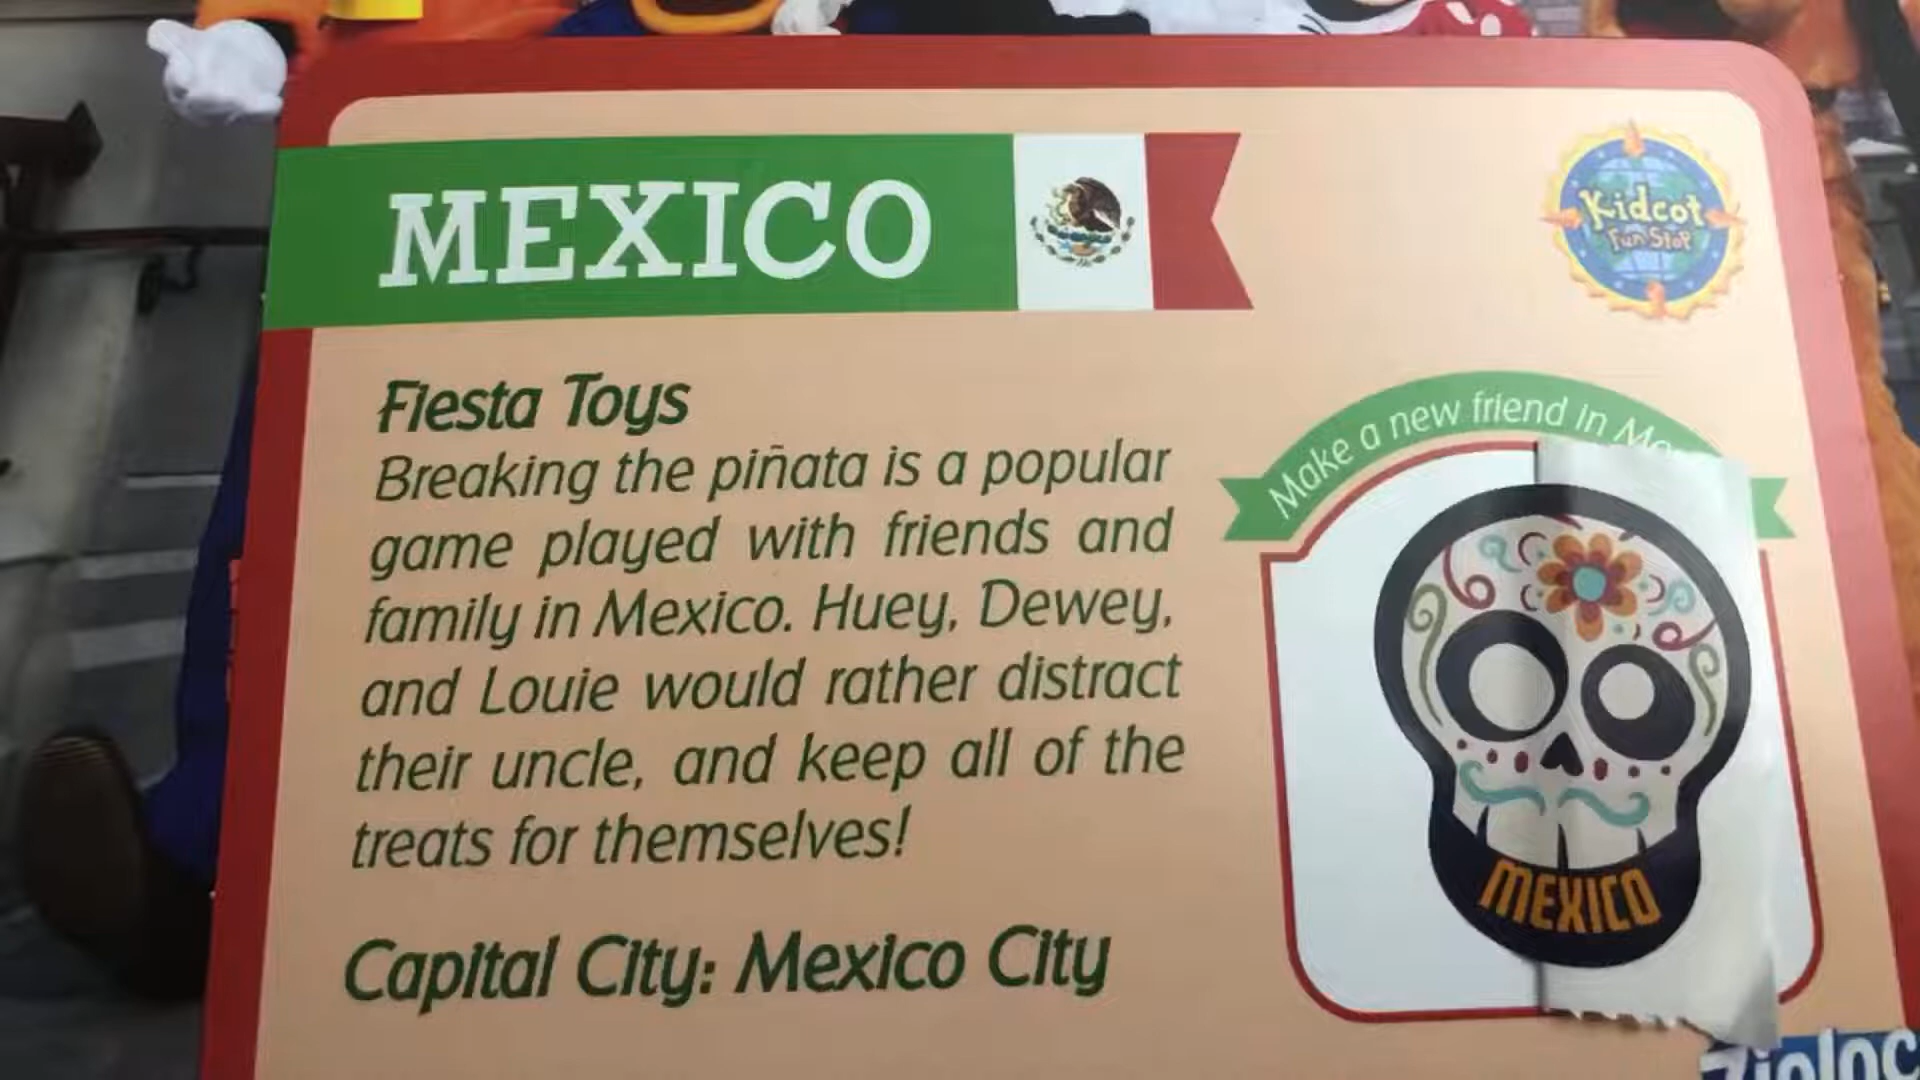 MEXICO
Kidcot
Fun Stop
Fiesta Toys
Breaking the piñata is a popular
game played with friends and
family in Mexico. Huey, Dewey,
and Louie would rather distract
their uncle, and keep all of the
treats for themselves!
Capital City: Mexico City
Make a new friend in
MEXICO
Ziploc